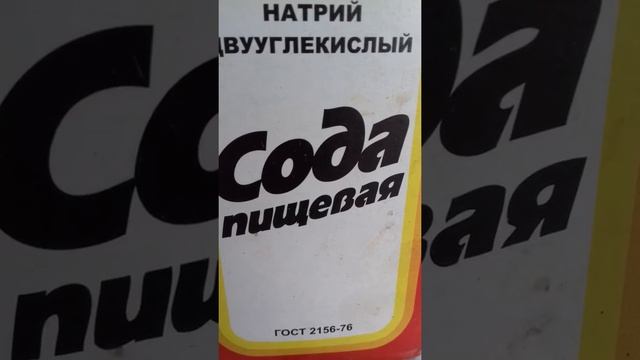 НАТРИЙ
ДВУУГЛЕКИСЛЫЙ
Сода
пищевая
ГОСТ 2156-76